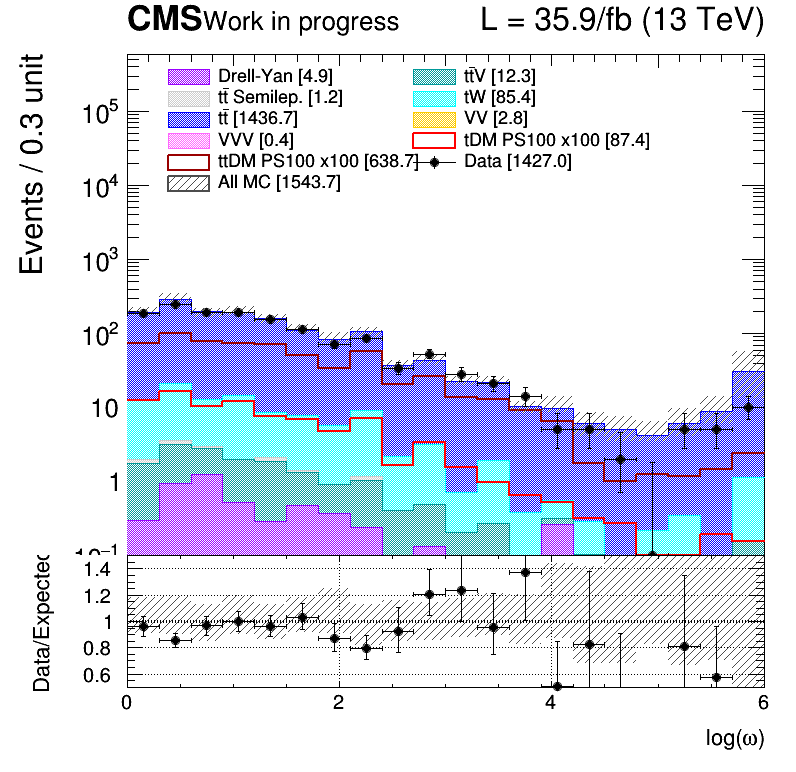 CMS Work in progress L = 35.9/fb (13 TeV)
Events / 0.3 unit
Drell-Yan [4.9] tt̄V [12.3]
tt̄ Semilep. [1.2] tW [85.4]
tt̄ [1436.7] VV [2.8]
VVV [0.4] tDM PS100 x100 [87.4]
ttDM PS100 x100 [638.7] Data [1427.0]
All MC [1543.7]
10⁵
10⁴
10³
10²
10
1
10⁻¹
Data/Expected
1.4
1.2
1
0.8
0.6
0 2 4 6
log(ω)